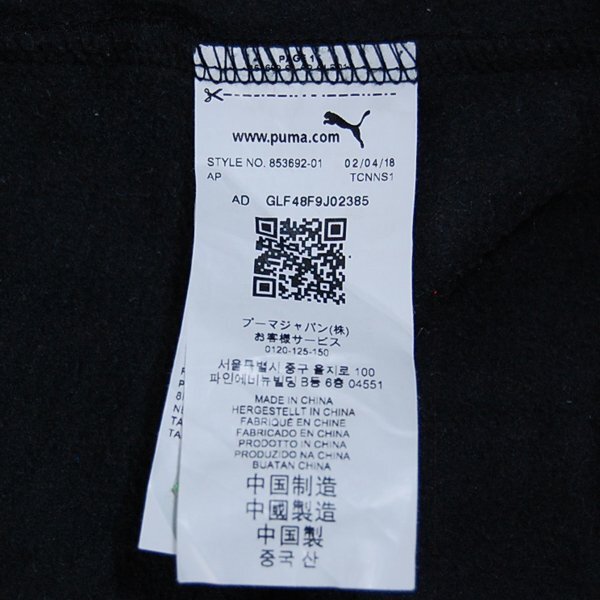 PAGE 1
www.puma.com
STYLE NO. 853692-01 02/04/18
AP TCNNS1
AD GLF48F9J02385
プーマジャパン(株)
お客様サービス
0120-125-150
서울특별시 중구 을지로 100
파인애비뉴빌딩 B동 6층 04551
MADE IN CHINA
HERGESTELLT IN CHINA
FABRIQUÉ EN CHINE
FABRICADO EN CHINA
PRODOTTO IN CHINA
PRODUZIDO NA CHINA
BUATAN CHINA
中国制造
中國製造
中国製
중국 산